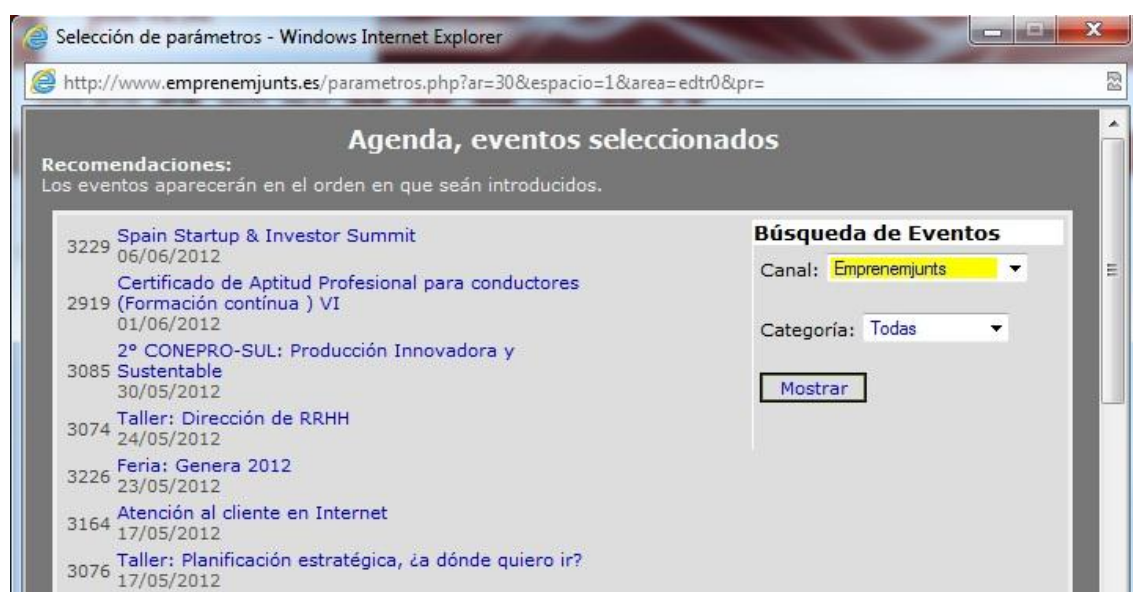 Selección de parámetros - Windows Internet Explorer
http://www.emprenemjunts.es/parametros.php?ar=30&espacio=1&area=edtr0&pr=
Agenda, eventos seleccionados
Recomendaciones:
Los eventos aparecerán en el orden en que seán introducidos.
3229 Spain Startup & Investor Summit
06/06/2012
Certificado de Aptitud Profesional para conductores
2919 (Formación contínua ) VI
01/06/2012
2º CONEPRO-SUL: Producción Innovadora y
3085 Sustentable
30/05/2012
3074 Taller: Dirección de RRHH
24/05/2012
3226 Feria: Genera 2012
23/05/2012
3164 Atención al cliente en Internet
17/05/2012
3076 Taller: Planificación estratégica, ¿a dónde quiero ir?
17/05/2012
Búsqueda de Eventos
Canal: Emprenemjunts
Categoría: Todas
Mostrar